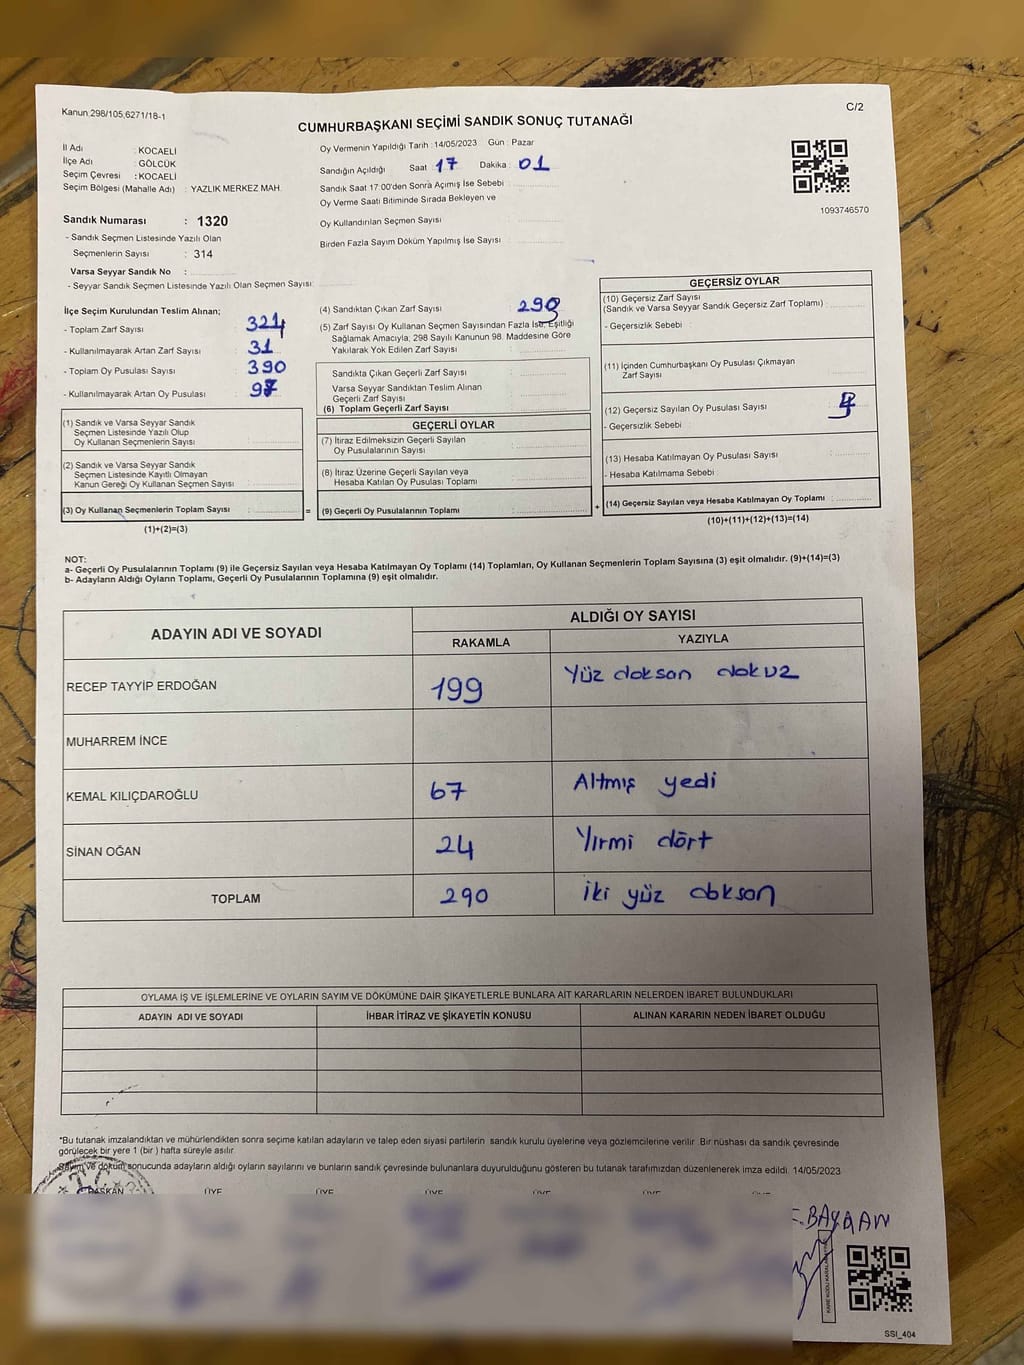 Kanun 298/105,6271/18-1
C/2
CUMHURBAŞKANI SEÇİMİ SANDIK SONUÇ TUTANAĞI
İl Adı : KOCAELİ
İlçe Adı : GÖLCÜK
Seçim Çevresi : KOCAELİ
Seçim Bölgesi (Mahalle Adı) : YAZLIK MERKEZ MAH.
Sandık Numarası : 1320
- Sandık Seçmen Listesinde Yazılı Olan
Seçmenlerin Sayısı : 314
Varsa Seyyar Sandık No :
- Seyyar Sandık Seçmen Listesinde Yazılı Olan Seçmen Sayısı:
Oy Vermenin Yapıldığı Tarih : 14/05/2023 Gün : Pazar
Sandığın Açıldığı Saat 17 Dakika : 01
Sandık Saat 17:00'den Sonra Açımış İse Sebebi :
Oy Verme Saati Bitiminde Sırada Bekleyen ve
Oy Kullandırılan Seçmen Sayısı :
Birden Fazla Sayım Döküm Yapılmış İse Sayısı :
1093746570
İlçe Seçim Kurulundan Teslim Alınan;
- Toplam Zarf Sayısı : 324
- Kullanılmayarak Artan Zarf Sayısı : 31
- Toplam Oy Pusulası Sayısı : 390
- Kullanılmayarak Artan Oy Pusulası :
(1) Sandık ve Varsa Seyyar Sandık
Seçmen Listesinde Yazılı Olup
Oy Kullanan Seçmenlerin Sayısı :
(2) Sandık ve Varsa Seyyar Sandık
Seçmen Listesinde Kayıtlı Olmayan
Kanun Gereği Oy Kullanan Seçmen Sayısı :
(3) Oy Kullanan Seçmenlerin Toplam Sayısı :
(1)+(2)=(3)
=
(4) Sandıktan Çıkan Zarf Sayısı :
(5) Zarf Sayısı Oy Kullanan Seçmen Sayısından Fazla İse, Eşitliği
Sağlamak Amacıyla, 298 Sayılı Kanunun 98. Maddesine Göre
Yakılarak Yok Edilen Zarf Sayısı :
Sandıkta Çıkan Geçerli Zarf Sayısı :
Varsa Seyyar Sandıktan Teslim Alınan
Geçerli Zarf Sayısı :
(6) Toplam Geçerli Zarf Sayısı :
GEÇERLİ OYLAR
(7) İtiraz Edilmeksizin Geçerli Sayılan
Oy Pusulalarının Sayısı :
(8) İtiraz Üzerine Geçerli Sayılan veya
Hesaba Katılan Oy Pusulası Toplamı :
(9) Geçerli Oy Pusulalarının Toplamı :
+
GEÇERSİZ OYLAR
(10) Geçersiz Zarf Sayısı
(Sandık ve Varsa Seyyar Sandık Geçersiz Zarf Toplamı) :
- Geçersizlik Sebebi :
(11) İçinden Cumhurbaşkanı Oy Pusulası Çıkmayan
Zarf Sayısı :
(12) Geçersiz Sayılan Oy Pusulası Sayısı :
- Geçersizlik Sebebi :
(13) Hesaba Katılmayan Oy Pusulası Sayısı :
- Hesaba Katılmama Sebebi :
(14) Geçersiz Sayılan veya Hesaba Katılmayan Oy Toplamı :
(10)+(11)+(12)+(13)=(14)
NOT:
a- Geçerli Oy Pusulalarının Toplamı (9) ile Geçersiz Sayılan veya Hesaba Katılmayan Oy Toplamı (14) Toplamları, Oy Kullanan Seçmenlerin Toplam Sayısına (3) eşit olmalıdır. (9)+(14)=(3)
b- Adayların Aldığı Oyların Toplamı, Geçerli Oy Pusulalarının Toplamına (9) eşit olmalıdır.
ADAYIN ADI VE SOYADI
ALDIĞI OY SAYISI
RAKAMLA YAZIYLA
RECEP TAYYİP ERDOĞAN 199 Yüz doksan dokuz
MUHARREM İNCE
KEMAL KILIÇDAROĞLU 67 Altmış yedi
SİNAN OĞAN 24 Yirmi dört
TOPLAM 290 iki yüz doksan
OYLAMA İŞ VE İŞLEMLERİNE VE OYLARIN SAYIM VE DÖKÜMÜNE DAİR ŞİKAYETLERLE BUNLARA AİT KARARLARIN NELERDEN İBARET BULUNDUKLARI
ADAYIN ADI VE SOYADI İHBAR İTİRAZ VE ŞİKAYETİN KONUSU ALINAN KARARIN NEDEN İBARET OLDUĞU
*Bu tutanak imzalandıktan ve mühürlendikten sonra seçime katılan adayların ve talep eden siyasi partilerin sandık kurulu üyelerine veya gözlemcilerine verilir. Bir nüshası da sandık çevresinde
görülecek bir yere 1 (bir ) hafta süreyle asılır.
Sayım ve döküm sonucunda adayların aldığı oyların sayılarını ve bunların sandık çevresinde bulunanlara duyurulduğunu gösteren bu tutanak tarafımızdan düzenlenerek imza edildi. 14/05/2023
T.C.
BAŞKAN ÜYE ÜYE ÜYE ÜYE ÜYE ÜYE
SSI_404